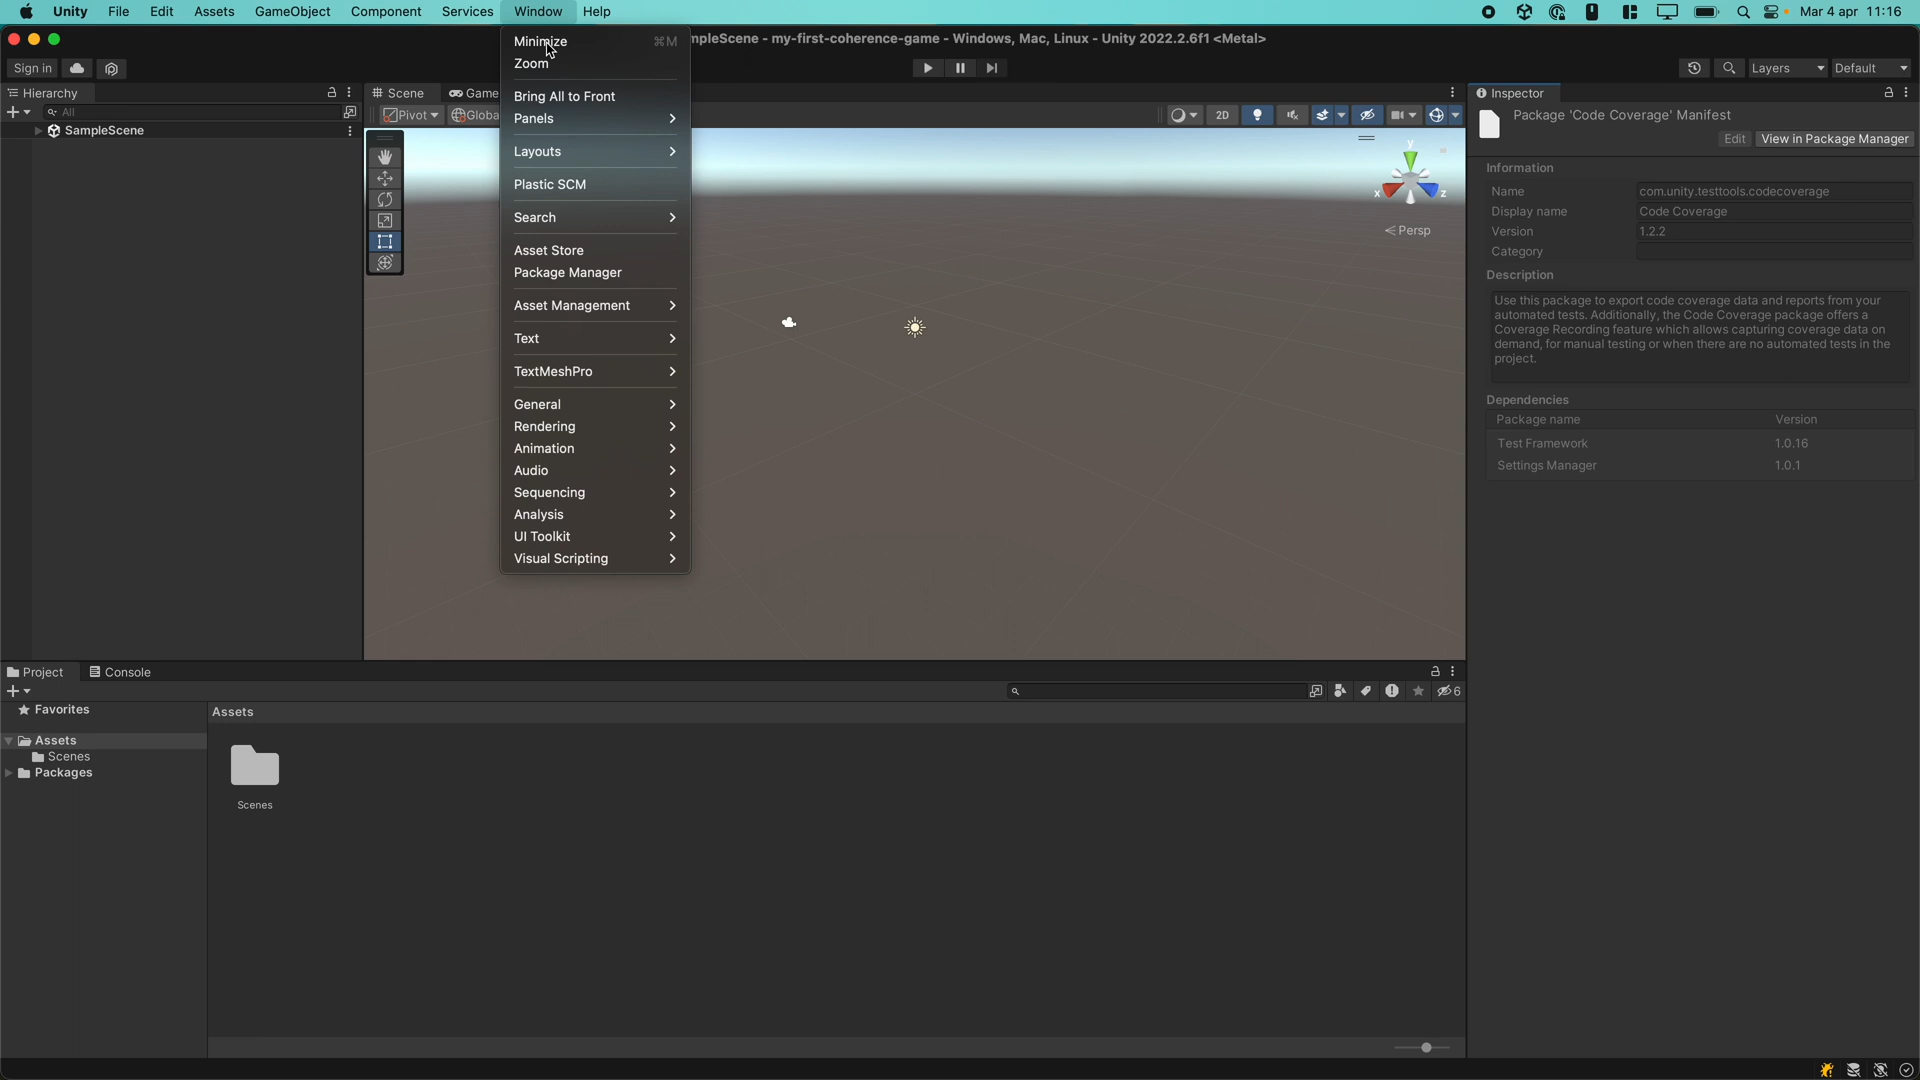 Unity File Edit Assets GameObject Component Services Window Help Mar 4 apr 11:16
mpleScene - my-first-coherence-game - Windows, Mac, Linux - Unity 2022.2.6f1 <Metal>
Sign in Layers Default
Hierarchy
All
SampleScene
Scene Game
Pivot Globa
2D
y
x
z
Persp
Minimize ⌘M
Zoom
Bring All to Front
Panels
Layouts
Plastic SCM
Search
Asset Store
Package Manager
Asset Management
Text
TextMeshPro
General
Rendering
Animation
Audio
Sequencing
Analysis
UI Toolkit
Visual Scripting
Inspector
Package 'Code Coverage' Manifest
Edit View in Package Manager
Information
Name com.unity.testtools.codecoverage
Display name Code Coverage
Version 1.2.2
Category
Description
Use this package to export code coverage data and reports from your
automated tests. Additionally, the Code Coverage package offers a
Coverage Recording feature which allows capturing coverage data on
demand, for manual testing or when there are no automated tests in the
project.
Dependencies
Package name Version
Test Framework 1.0.16
Settings Manager 1.0.1
Project Console
6
Favorites
Assets
Scenes
Packages
Assets
Scenes